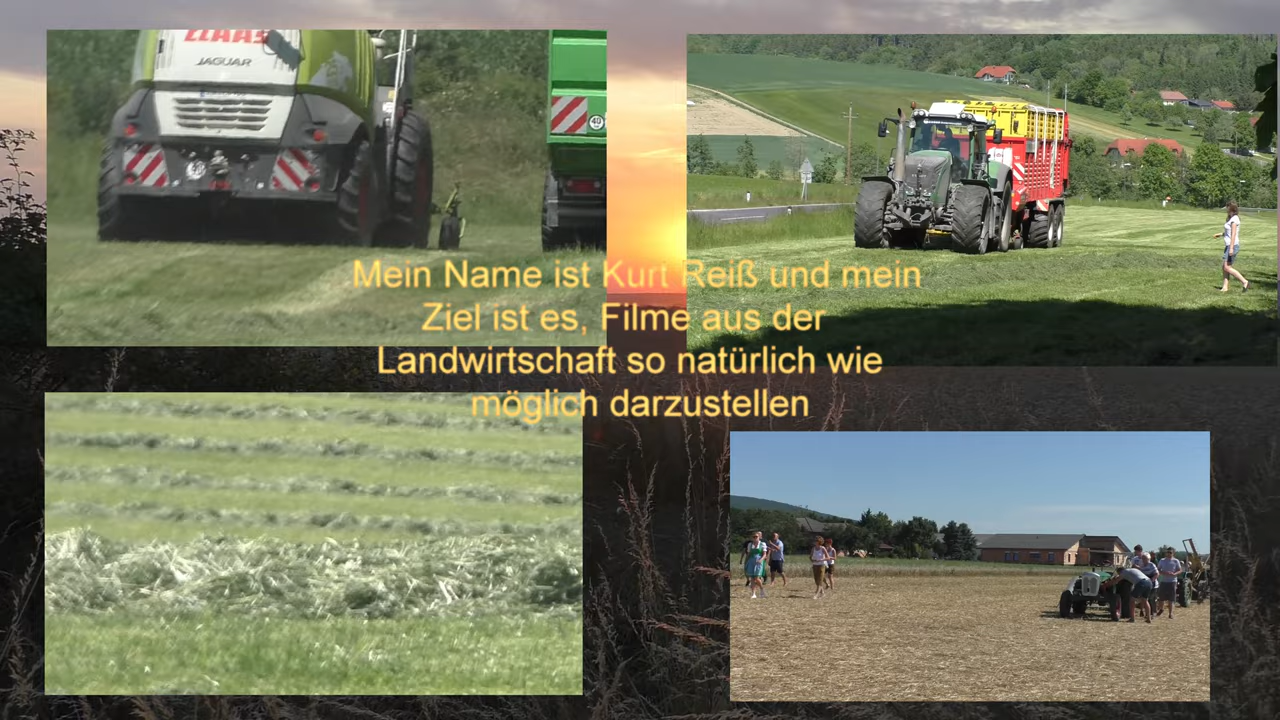 CLAAS
JAGUAR
40
Mein Name ist Kurt Reiß und mein
Ziel ist es, Filme aus der
Landwirtschaft so natürlich wie
möglich darzustellen